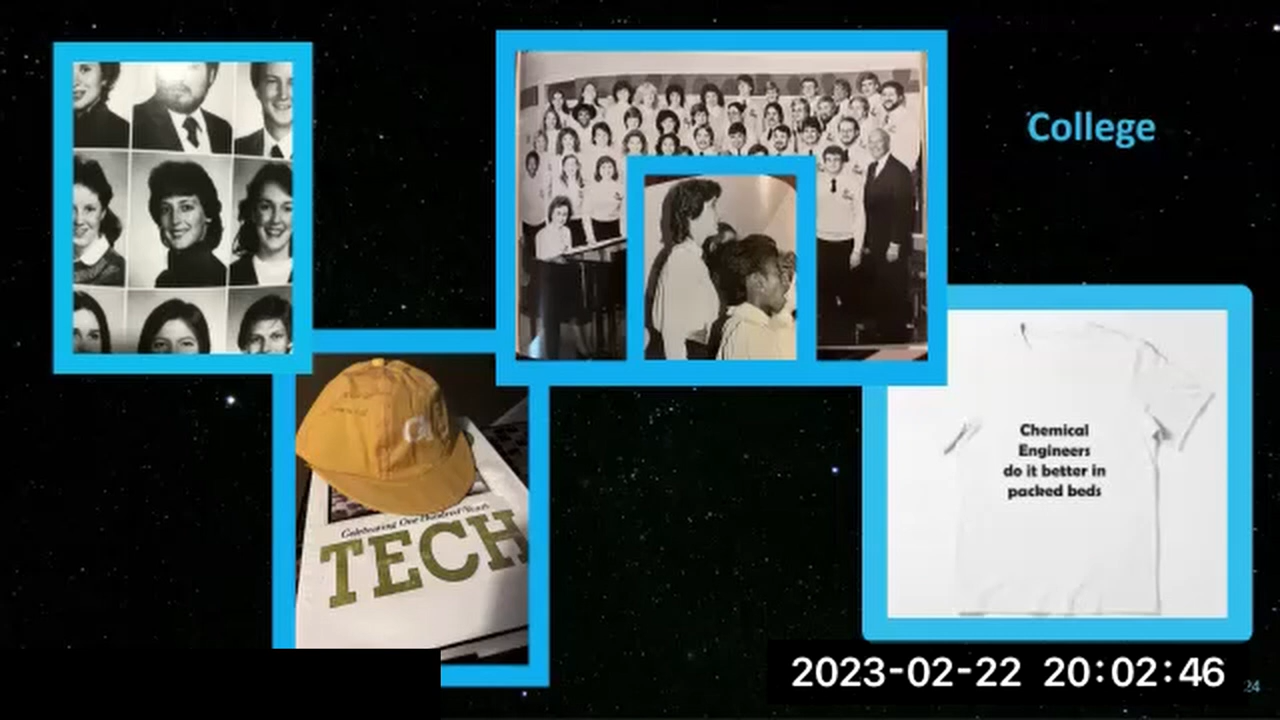 College
Chemical
Engineers
do it better in
packed beds
Celebrating One Hundred Years
TECH
2023-02-22 20:02:46
24